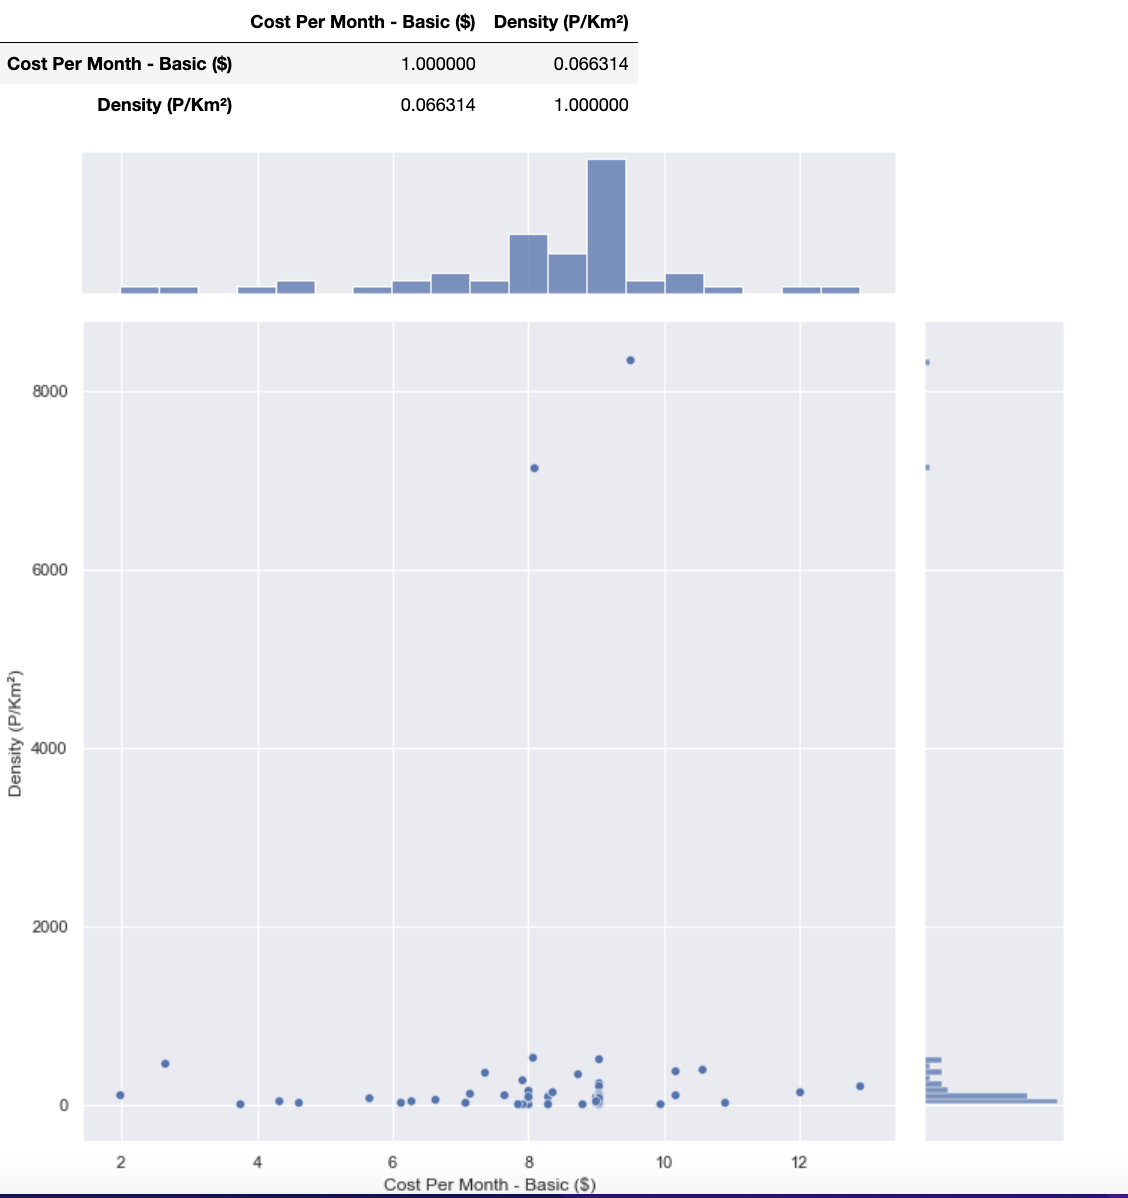 Cost Per Month - Basic ($) Density (P/Km²)
Cost Per Month - Basic ($) 1.000000 0.066314
Density (P/Km²) 0.066314 1.000000
8000
6000
4000
2000
0
Density (P/Km²)
2 4 6 8 10 12
Cost Per Month - Basic ($)